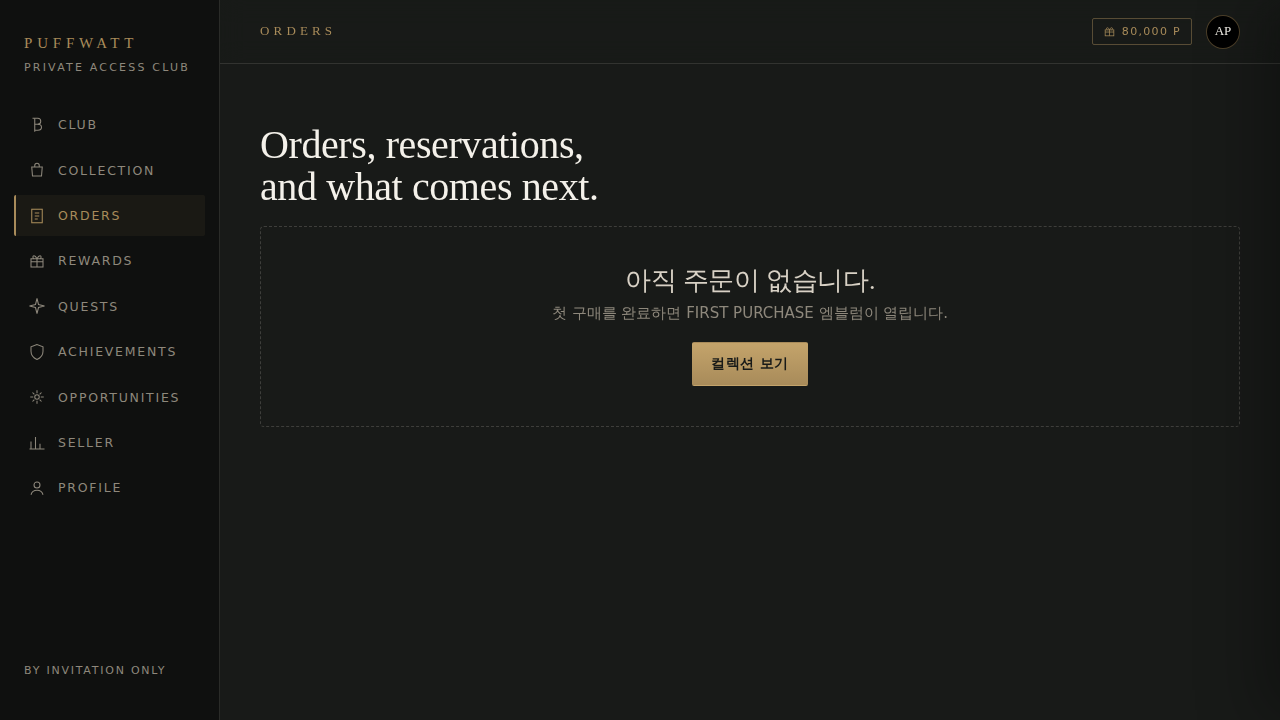 PUFFWATT
PRIVATE ACCESS CLUB
CLUB
COLLECTION
ORDERS
REWARDS
QUESTS
ACHIEVEMENTS
OPPORTUNITIES
SELLER
PROFILE
BY INVITATION ONLY
ORDERS
80,000 P
AP
Orders, reservations,
and what comes next.
아직 주문이 없습니다.
첫 구매를 완료하면 FIRST PURCHASE 엠블럼이 열립니다.
컬렉션 보기